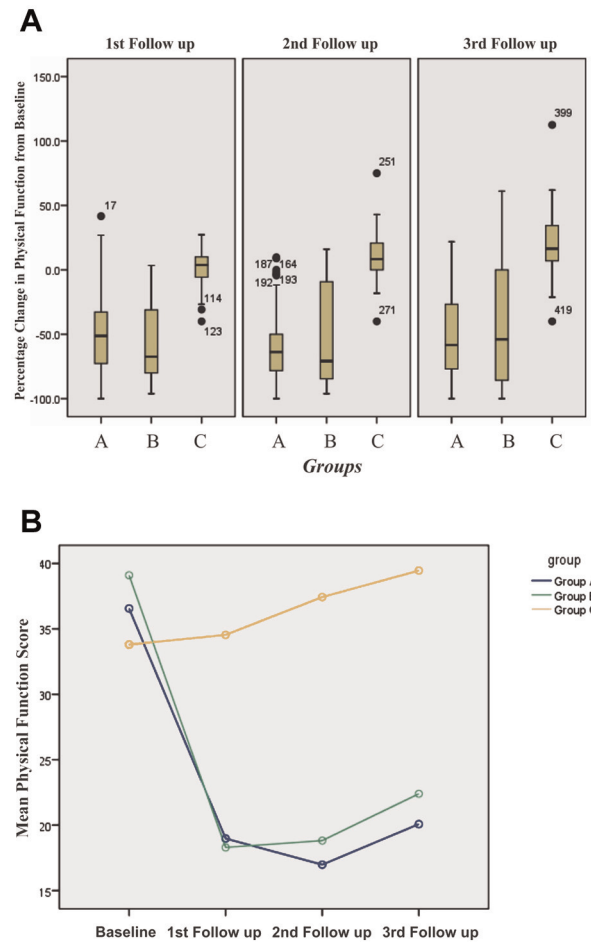 A
1st Follow up
2nd Follow up
3rd Follow up
Percentage Change in Physical Function from Baseline
150.0
100.0
50.0
0.0
-50.0
-100.0
17
114
123
251
187
164
192
193
271
399
419
A B C
A B C
A B C
Groups
B
Mean Physical Function Score
40
35
30
25
20
15
Baseline 1st Follow up 2nd Follow up 3rd Follow up
group
Group A
Group B
Group C